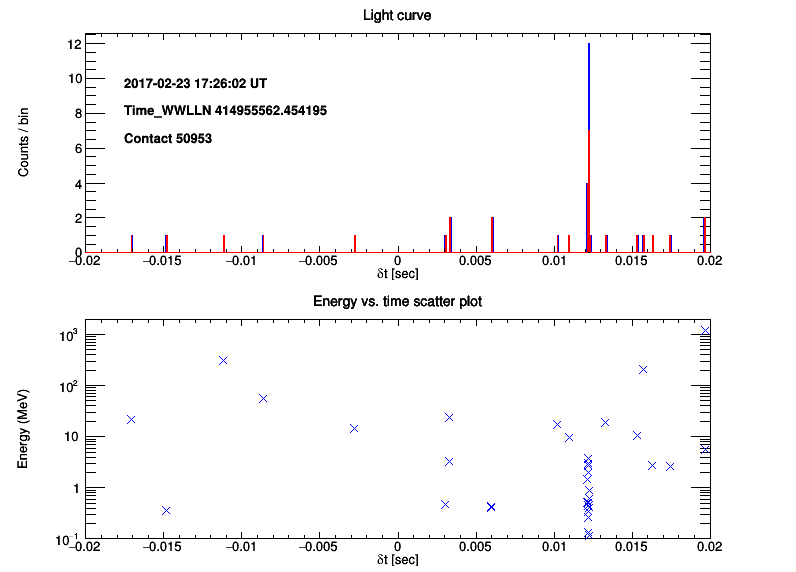 Light curve
12
10
8
6
4
2
0
Counts / bin
2017-02-23 17:26:02 UT
Time_WWLLN 414955562.454195
Contact 50953
−0.02 −0.015 −0.01 −0.005 0 0.005 0.01 0.015 0.02
δt [sec]
Energy vs. time scatter plot
10³
10²
10
1
10⁻¹
Energy (MeV)
−0.02 −0.015 −0.01 −0.005 0 0.005 0.01 0.015 0.02
δt [sec]